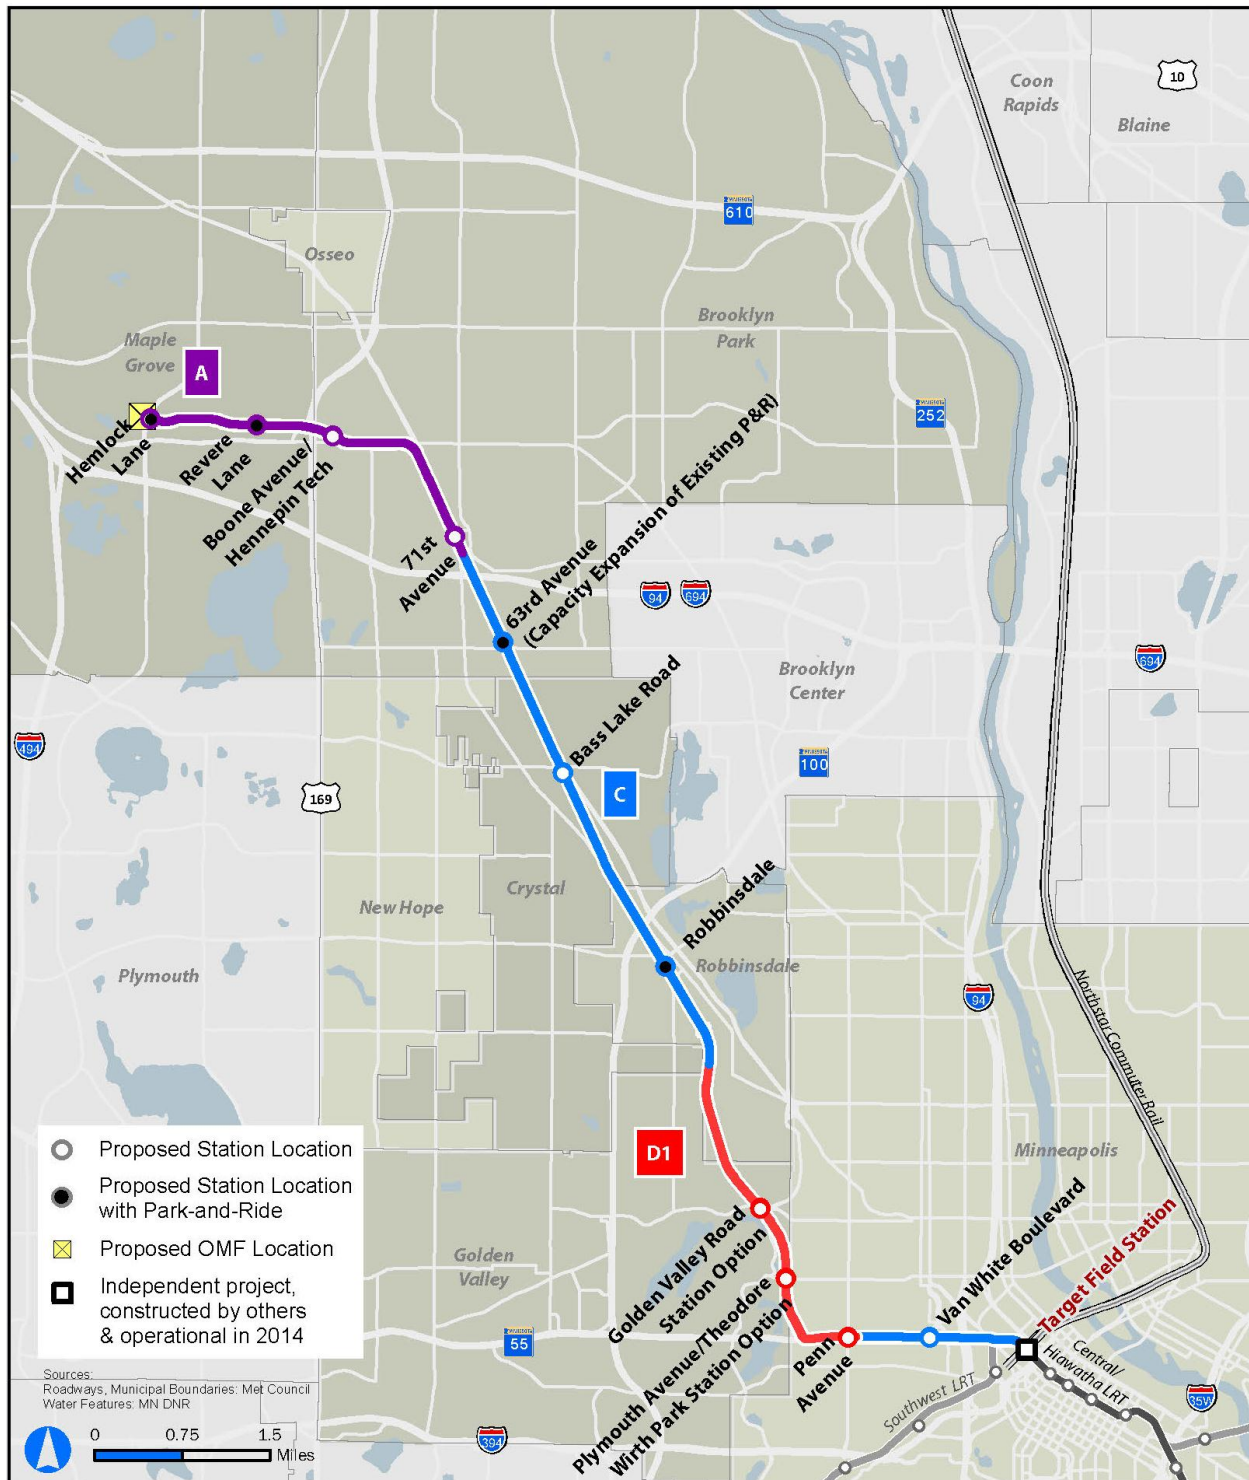 Coon
Rapids
10
Blaine
610
Osseo
Brooklyn
Park
Maple
Grove
A
252
Hemlock
Lane
Revere
Lane
Boone Avenue/
Hennepin Tech
71st
Avenue
63rd Avenue
(Capacity Expansion of Existing P&R)
94
694
694
Brooklyn
Center
Bass Lake Road
494
169
C
100
Crystal
New Hope
Robbinsdale
Robbinsdale
Plymouth
94
Northstar Commuter Rail
D1
Minneapolis
Golden Valley Road
Station Option
Plymouth Avenue/Theodore
Wirth Park Station Option
Penn
Avenue
Van White Boulevard
Target Field Station
Golden
Valley
55
394
Southwest LRT
Central/
Hiawatha LRT
35W
Proposed Station Location
Proposed Station Location
with Park-and-Ride
Proposed OMF Location
Independent project,
constructed by others
& operational in 2014
Sources:
Roadways, Municipal Boundaries: Met Council
Water Features: MN DNR
0 0.75 1.5
Miles